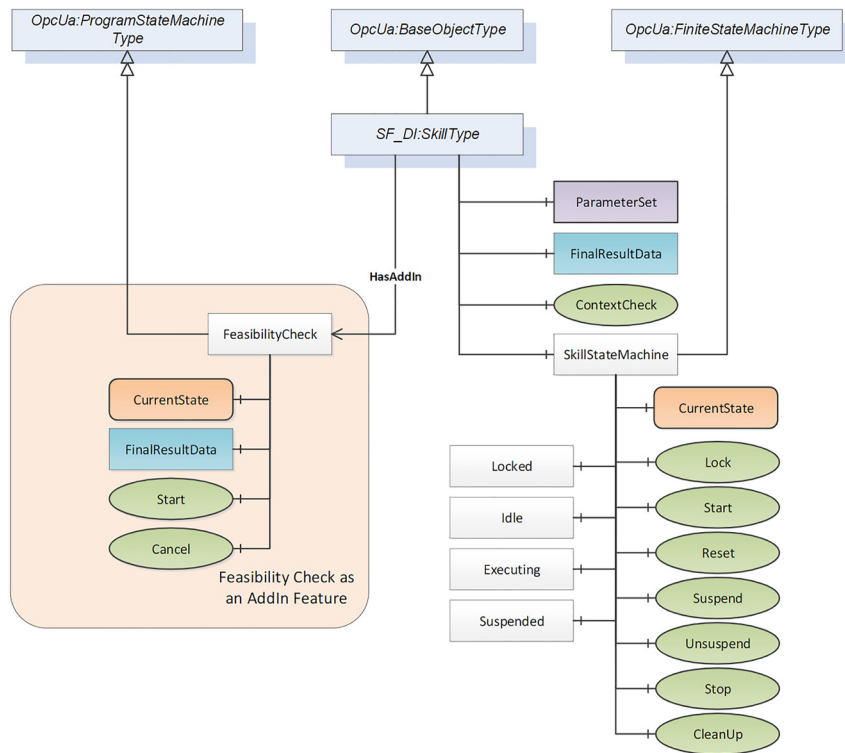 OpcUa:ProgramStateMachine
Type
OpcUa:BaseObjectType
OpcUa:FiniteStateMachineType
SF_DI:SkillType
ParameterSet
FinalResultData
HasAddIn
ContextCheck
FeasibilityCheck
SkillStateMachine
CurrentState
FinalResultData
Start
Cancel
Feasibility Check as
an AddIn Feature
CurrentState
Locked
Idle
Executing
Suspended
Lock
Start
Reset
Suspend
Unsuspend
Stop
CleanUp